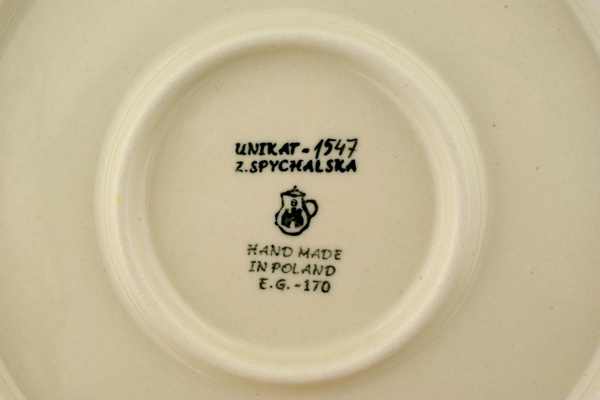 UNIKAT - 1547
Z. SPYCHALSKA
HAND MADE
IN POLAND
E.G. - 170